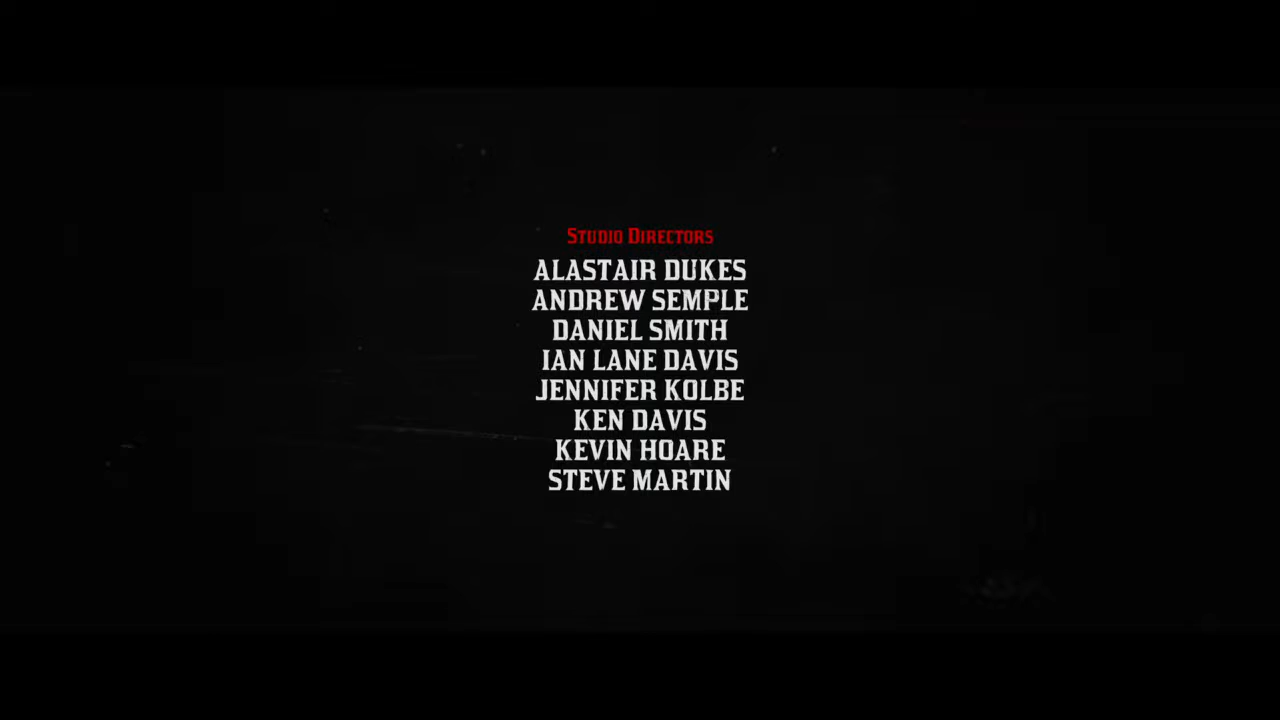 Studio Directors
ALASTAIR DUKES
ANDREW SEMPLE
DANIEL SMITH
IAN LANE DAVIS
JENNIFER KOLBE
KEN DAVIS
KEVIN HOARE
STEVE MARTIN